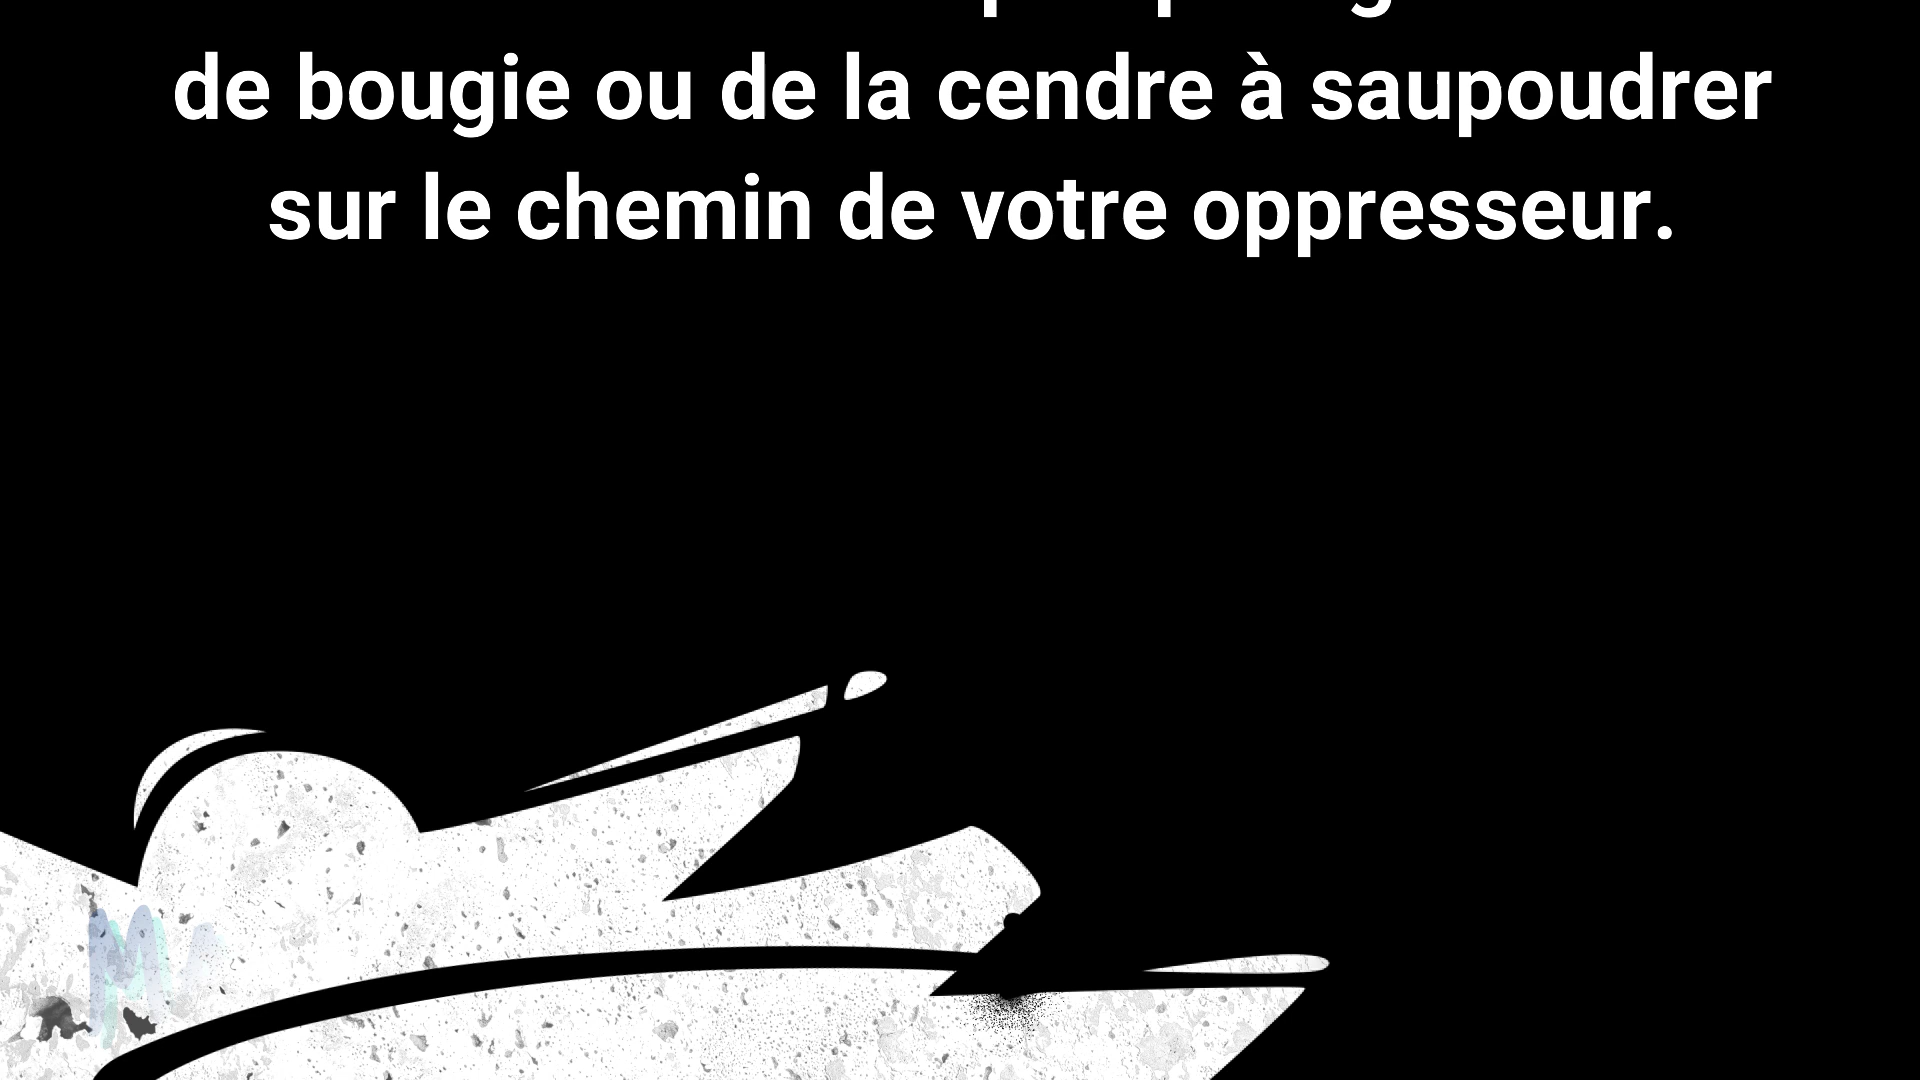 de bougie ou de la cendre à saupoudrer
sur le chemin de votre oppresseur.